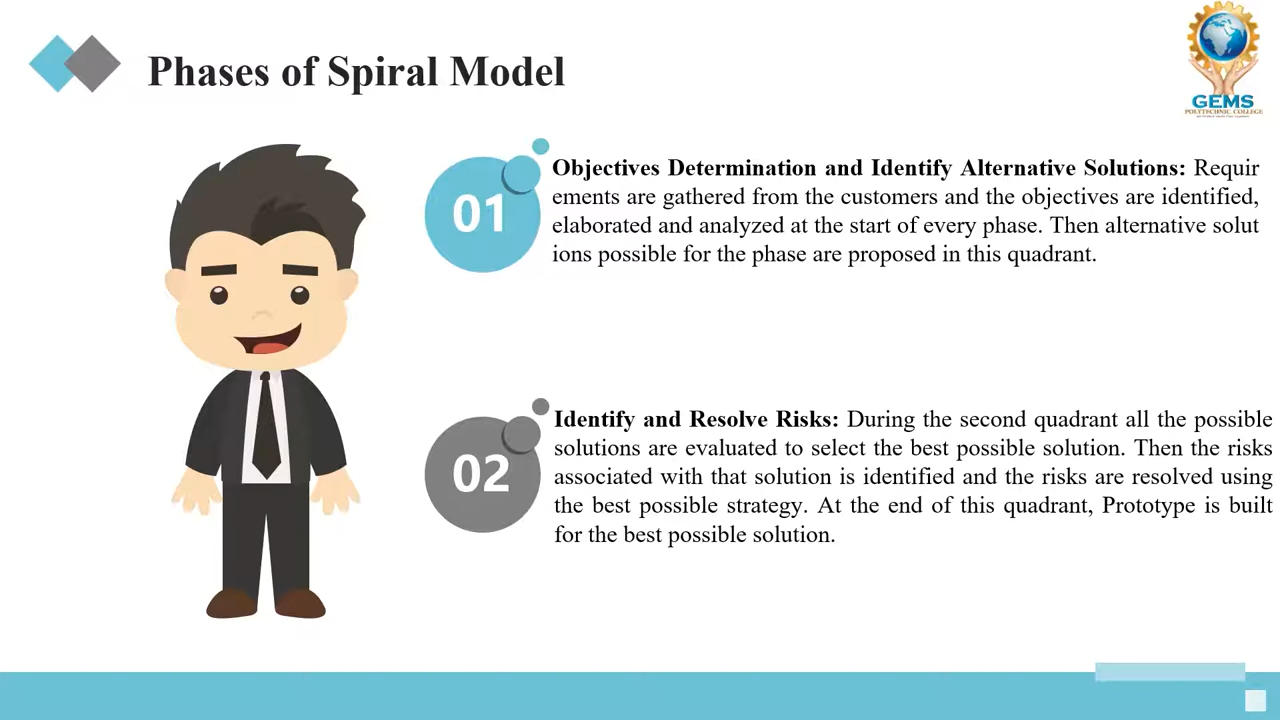 Phases of Spiral Model
GEMS
POLYTECHNIC COLLEGE
01
Objectives Determination and Identify Alternative Solutions: Requir
ements are gathered from the customers and the objectives are identified,
elaborated and analyzed at the start of every phase. Then alternative solut
ions possible for the phase are proposed in this quadrant.
02
Identify and Resolve Risks: During the second quadrant all the possible
solutions are evaluated to select the best possible solution. Then the risks
associated with that solution is identified and the risks are resolved using
the best possible strategy. At the end of this quadrant, Prototype is built
for the best possible solution.